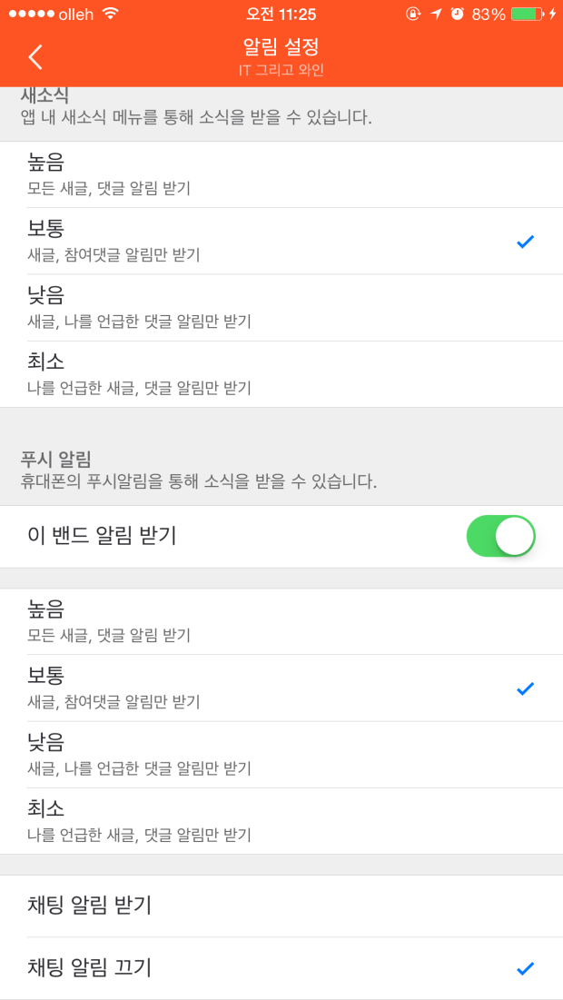 olleh 오전 11:25 83%
알림 설정
IT 그리고 와인
새소식
앱 내 새소식 메뉴를 통해 소식을 받을 수 있습니다.
높음
모든 새글, 댓글 알림 받기
보통
새글, 참여댓글 알림만 받기
낮음
새글, 나를 언급한 댓글 알림만 받기
최소
나를 언급한 새글, 댓글 알림만 받기
푸시 알림
휴대폰의 푸시알림을 통해 소식을 받을 수 있습니다.
이 밴드 알림 받기
높음
모든 새글, 댓글 알림 받기
보통
새글, 참여댓글 알림만 받기
낮음
새글, 나를 언급한 댓글 알림만 받기
최소
나를 언급한 새글, 댓글 알림만 받기
채팅 알림 받기
채팅 알림 끄기